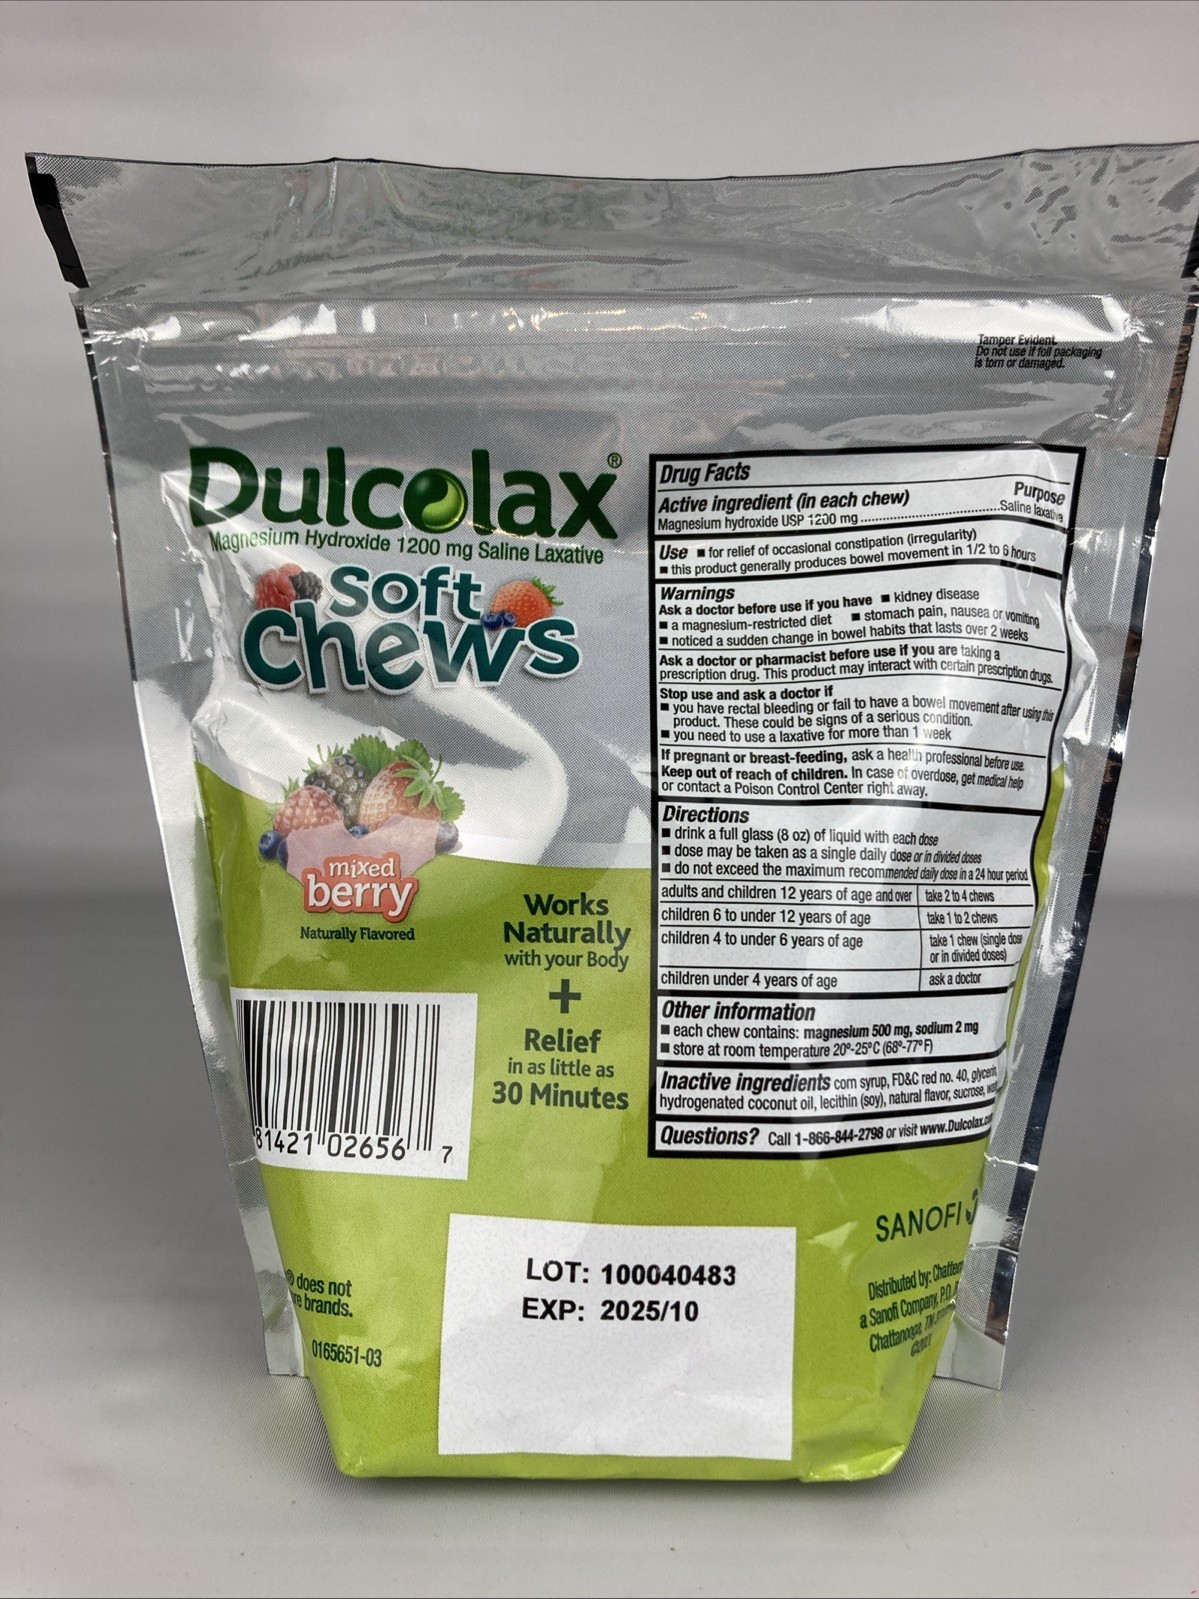 Tamper Evident.
Do not use if foil packaging
is torn or damaged.
Dulcolax®
Magnesium Hydroxide 1200 mg Saline Laxative
Soft
Chews
mixed
berry
Naturally Flavored
Works
Naturally
with your Body
+
Relief
in as little as
30 Minutes
81421 02656 7
® does not
brands.
0165651-03
Drug Facts
Active ingredient (in each chew) Purpose
Magnesium hydroxide USP 1200 mg ........................Saline laxative
Use ■ for relief of occasional constipation (irregularity)
■ this product generally produces bowel movement in 1/2 to 6 hours
Warnings
Ask a doctor before use if you have ■ kidney disease
■ a magnesium-restricted diet ■ stomach pain, nausea or vomiting
■ noticed a sudden change in bowel habits that lasts over 2 weeks
Ask a doctor or pharmacist before use if you are taking a
prescription drug. This product may interact with certain prescription drugs.
Stop use and ask a doctor if
■ you have rectal bleeding or fail to have a bowel movement after using this
product. These could be signs of a serious condition.
■ you need to use a laxative for more than 1 week
If pregnant or breast-feeding, ask a health professional before use.
Keep out of reach of children. In case of overdose, get medical help
or contact a Poison Control Center right away.
Directions
■ drink a full glass (8 oz) of liquid with each dose
■ dose may be taken as a single daily dose or in divided doses
■ do not exceed the maximum recommended daily dose in a 24 hour period
adults and children 12 years of age and over take 2 to 4 chews
children 6 to under 12 years of age take 1 to 2 chews
children 4 to under 6 years of age take 1 chew (single dose
or in divided doses)
children under 4 years of age ask a doctor
Other information
■ each chew contains: magnesium 500 mg, sodium 2 mg
■ store at room temperature 20º-25ºC (68º-77ºF)
Inactive ingredients corn syrup, FD&C red no. 40, glycerin,
hydrogenated coconut oil, lecithin (soy), natural flavor, sucrose,
Questions? Call 1-866-844-2798 or visit www.Dulcolax.com
SANOFI
Distributed by: Chattem
a Sanofi Company, P.O.
Chattanooga, TN
LOT: 100040483
EXP: 2025/10